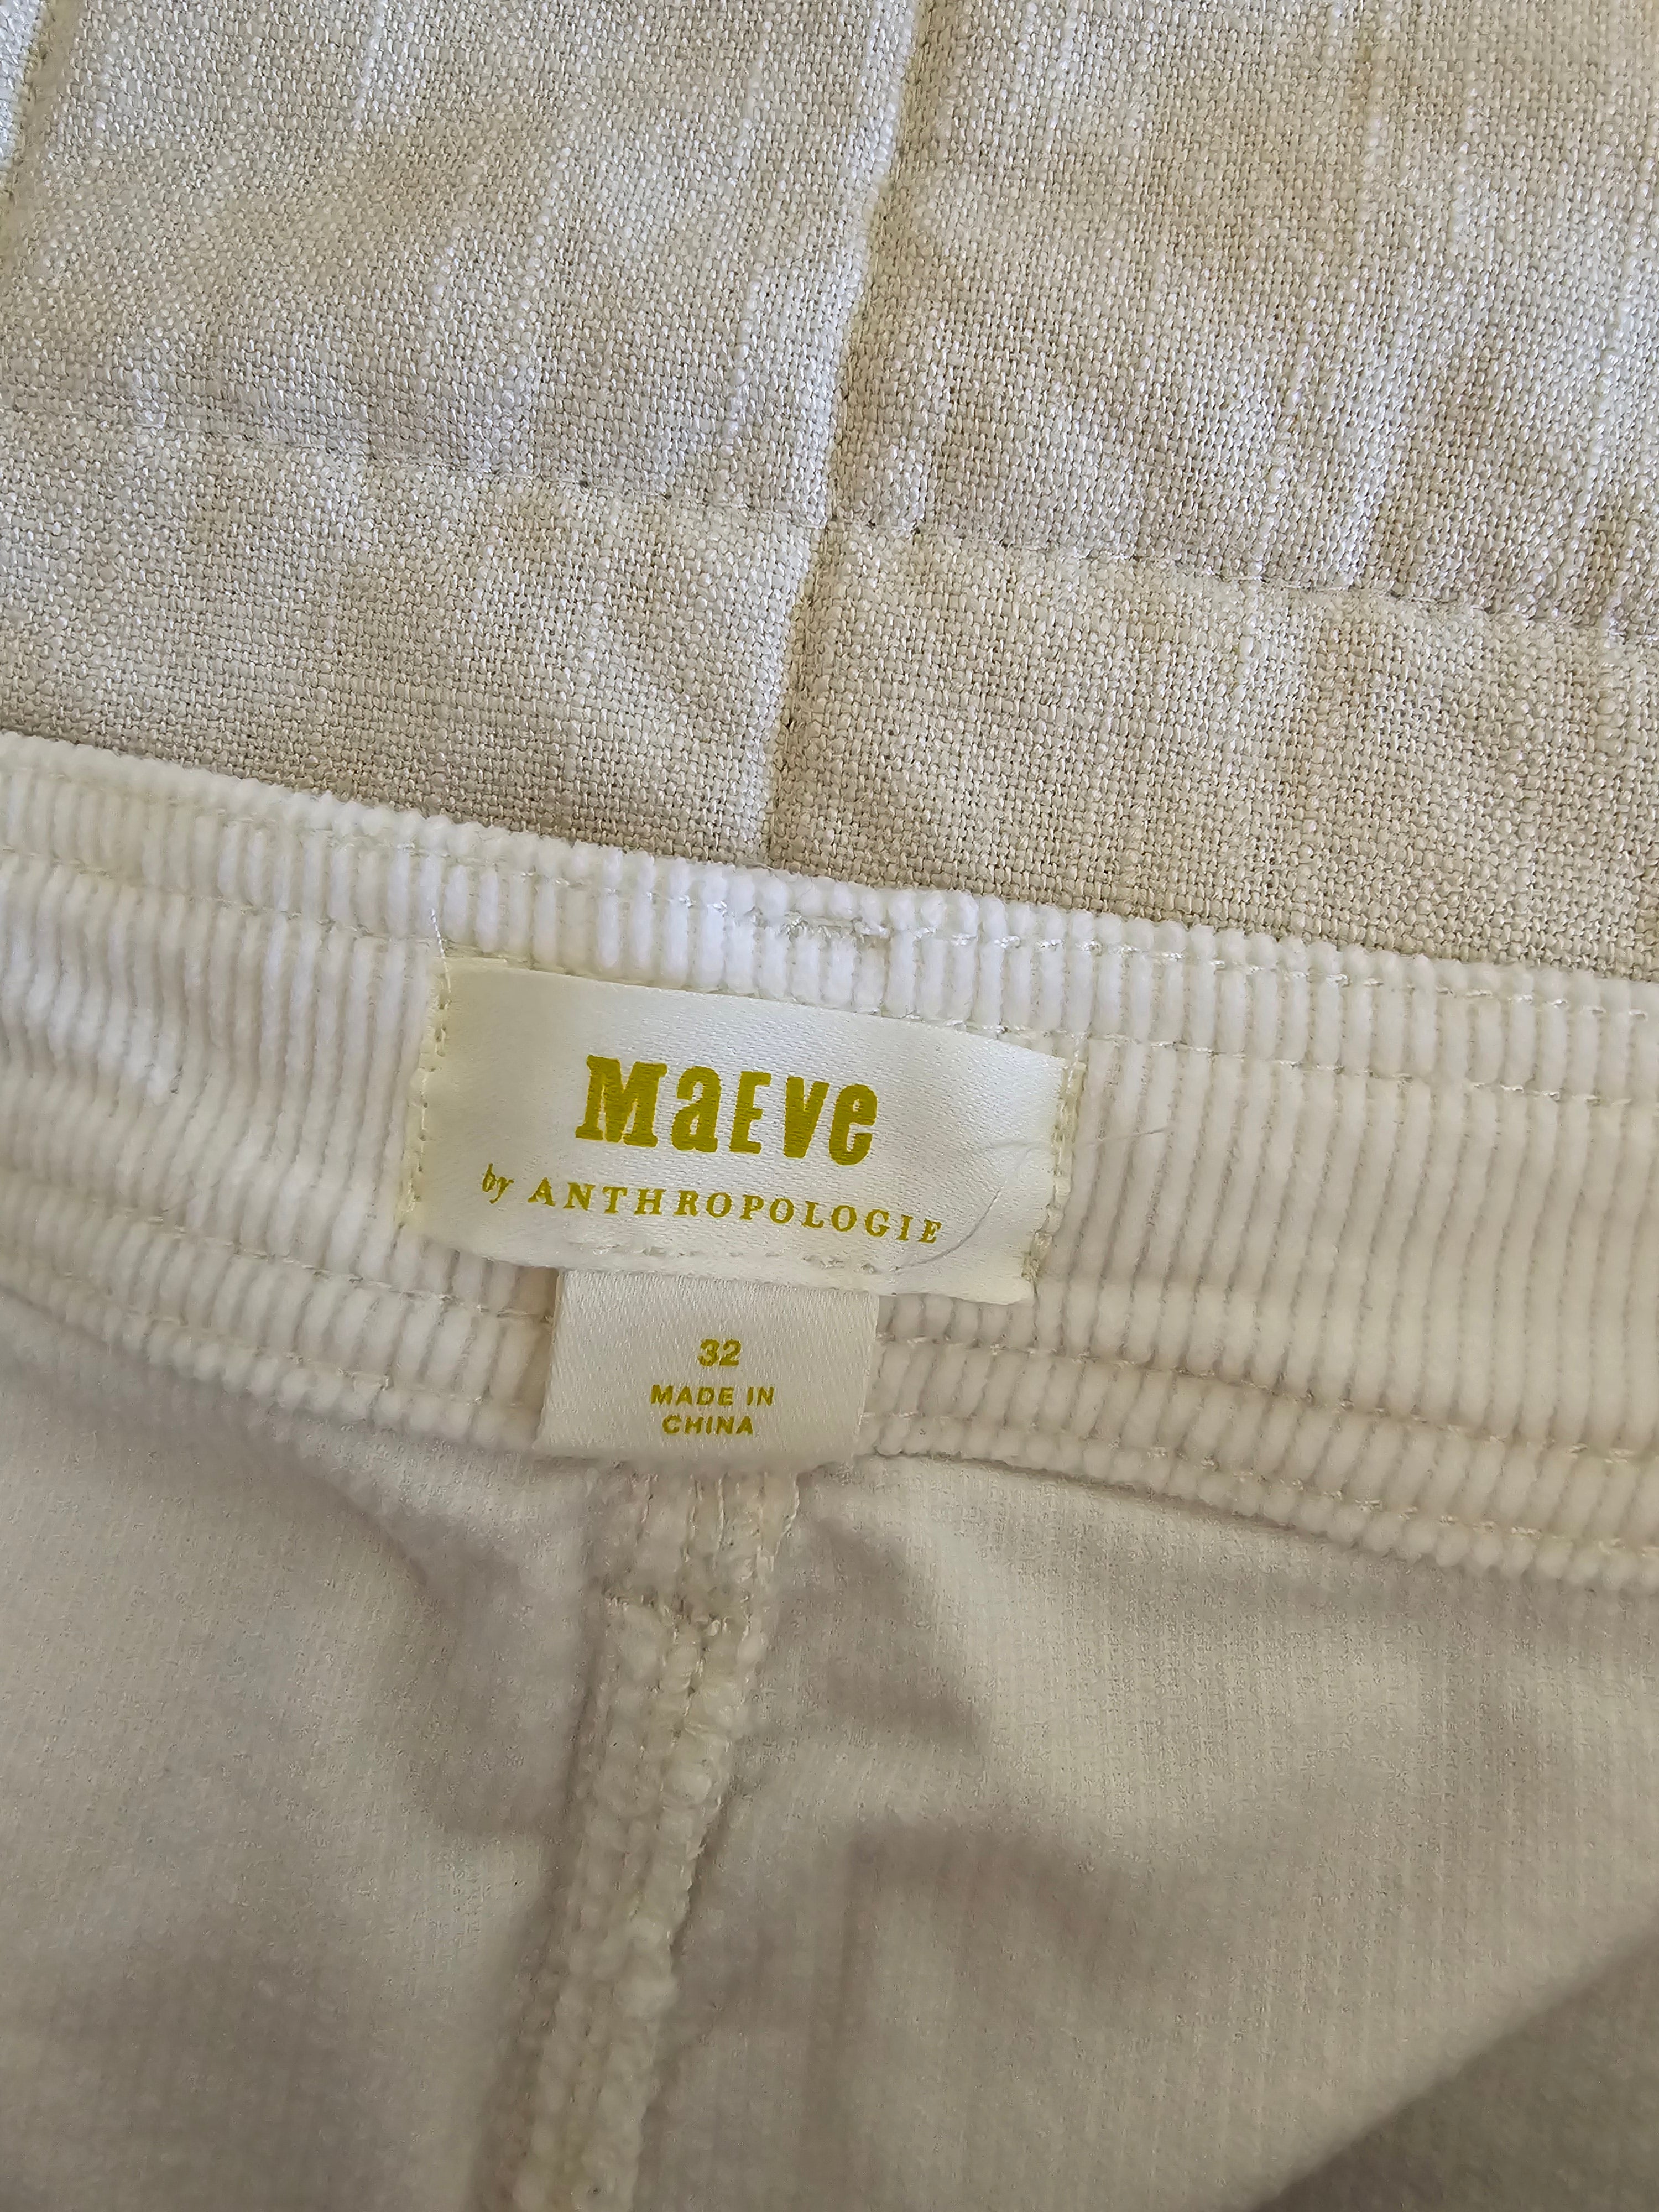 MaEve
by ANTHROPOLOGIE
32
MADE IN
CHINA